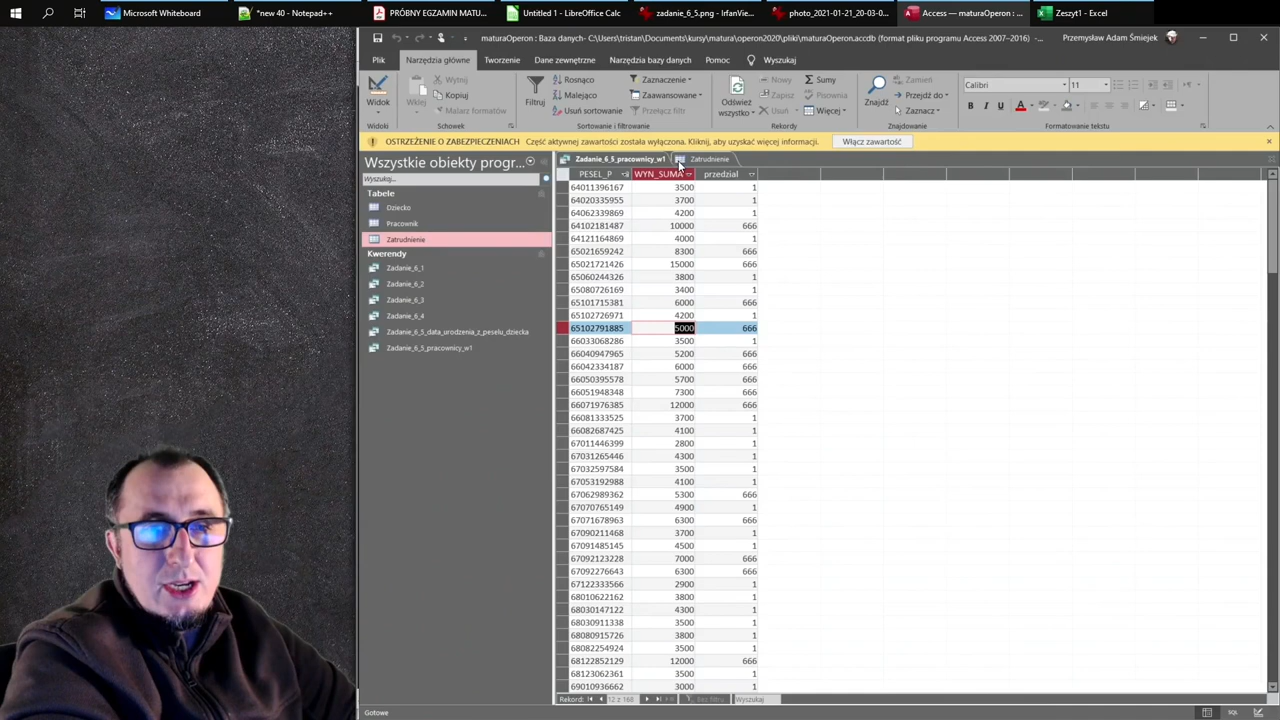 Microsoft Whiteboard
*new 40 - Notepad++
PRÓBNY EGZAMIN MATU...
Untitled 1 - LibreOffice Calc
zadanie_6_5.png - IrfanVie...
photo_2021-01-21_20-03-0...
Access — maturaOperon : ...
Zeszyt1 - Excel
maturaOperon : Baza danych- C:\Users\tristan\Documents\kursy\matura\operon2020\pliki\maturaOperon.accdb (format pliku programu Access 2007–2016) -...
Przemysław Adam Śmiejek
Plik
Narzędzia główne
Tworzenie
Dane zewnętrzne
Narzędzia bazy danych
Pomoc
Wyszukaj
Widok
Wklej
Wytnij
Kopiuj
Malarz formatów
Filtruj
Rosnąco
Malejąco
Usuń sortowanie
Zaznaczenie
Zaawansowane
Przełącz filtr
Odśwież wszystko
Nowy
Zapisz
Usuń
Sumy
Pisownia
Więcej
Znajdź
Zamień
Przejdź do
Zaznacz
Calibri
11
B I U
Widoki
Schowek
Sortowanie i filtrowanie
Rekordy
Znajdowanie
Formatowanie tekstu
OSTRZEŻENIE O ZABEZPIECZENIACH Część aktywnej zawartości została wyłączona. Kliknij, aby uzyskać więcej informacji.
Włącz zawartość
Wszystkie obiekty progr...
Wyszukaj...
Tabele
Dziecko
Pracownik
Zatrudnienie
Kwerendy
Zadanie_6_1
Zadanie_6_2
Zadanie_6_3
Zadanie_6_4
Zadanie_6_5_data_urodzenia_z_peselu_dziecka
Zadanie_6_5_pracownicy_w1
Zadanie_6_5_pracownicy_w1
Zatrudnienie
PESEL_P WYN_SUMA przedzial
64011396167 3500 1
64020335955 3700 1
64062339869 4200 1
64102181487 10000 666
64121164869 4000 1
65021659242 8300 666
65021721426 15000 666
65060244326 3800 1
65080726169 3400 1
65101715381 6000 666
65102726971 4200 1
65102791885 5000 666
66033068286 3500 1
66040947965 5200 666
66042334187 6000 666
66050395578 5700 666
66051948348 7300 666
66071976385 12000 666
66081333525 3700 1
66082687425 4100 1
67011446399 2800 1
67031265446 4300 1
67032597584 3500 1
67053192988 4100 1
67062989362 5300 666
67070765149 4900 1
67071678963 6300 666
67090211468 3700 1
67091485145 4500 1
67092123228 7000 666
67092276643 6300 666
67122333566 2900 1
68010622162 3800 1
68030147122 4300 1
68030911338 3500 1
68080915726 3800 1
68082254924 3500 1
68122852129 12000 666
68123062361 3500 1
69010936662 3000 1
Rekord: 12 z 168
Bez filtru
Wyszukaj
Gotowe
SQL